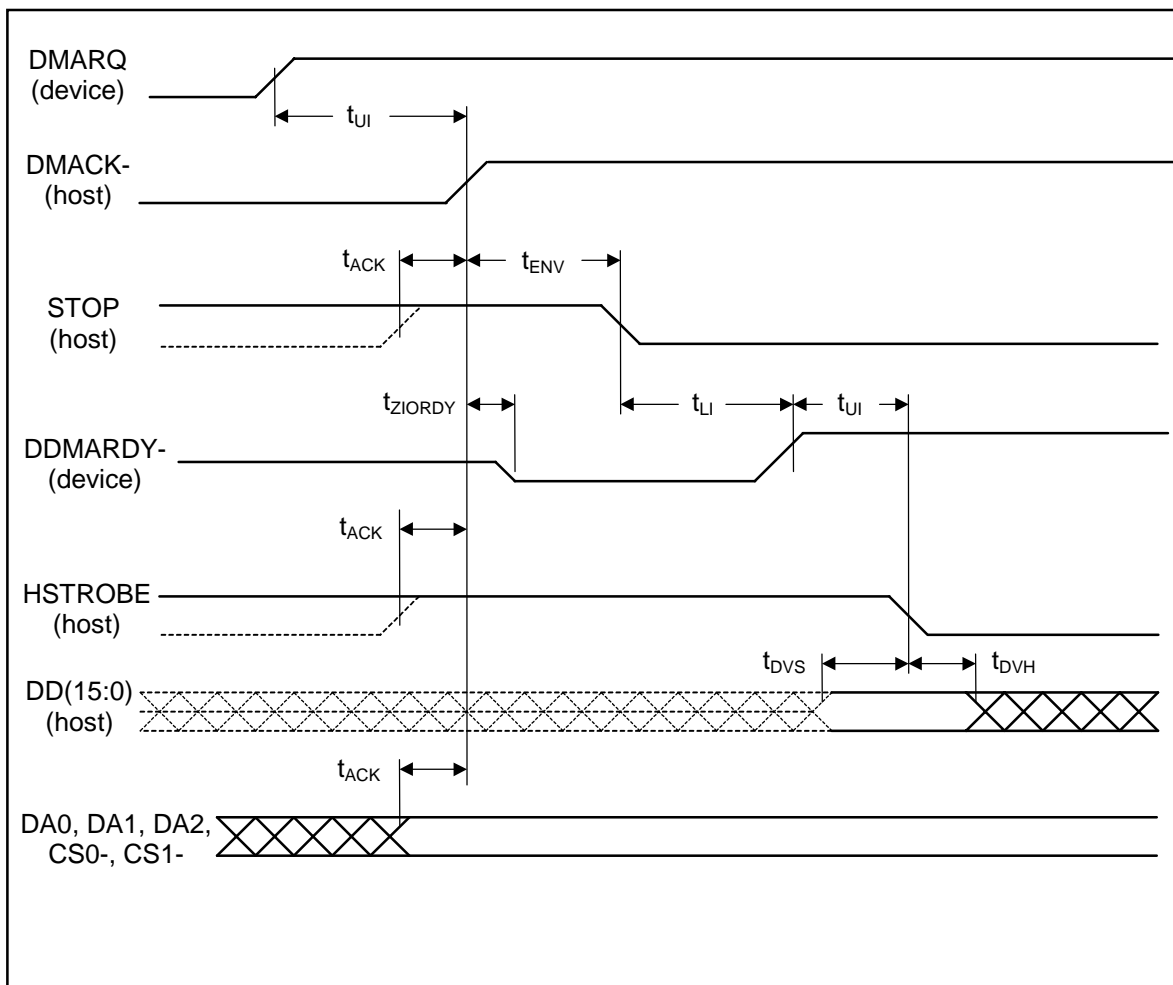 DMARQ
(device)
tUI
DMACK-
(host)
tACK
tENV
STOP
(host)
tZIORDY
tLI
tUI
DDMARDY-
(device)
tACK
HSTROBE
(host)
tDVS
tDVH
DD(15:0)
(host)
tACK
DA0, DA1, DA2,
CS0-, CS1-